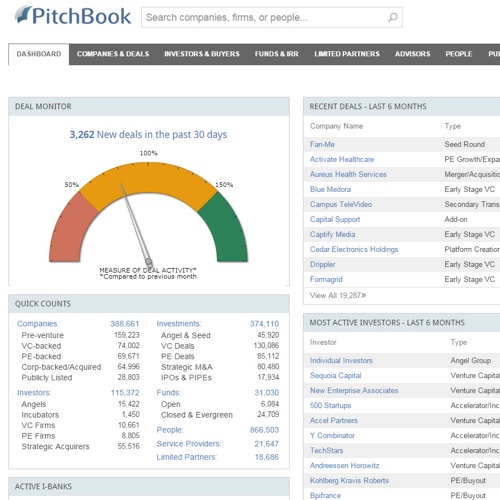 PitchBook
Search companies, firms, or people...
DASHBOARD COMPANIES & DEALS INVESTORS & BUYERS FUNDS & IRR LIMITED PARTNERS ADVISORS PEOPLE PU
DEAL MONITOR
3,262 New deals in the past 30 days
100%
50%
150%
MEASURE OF DEAL ACTIVITY*
*Compared to previous month
QUICK COUNTS
Companies: 388,661
Pre-venture 159,223
VC-backed 74,002
PE-backed 69,671
Corp-backed/Acquired 64,996
Publicly Listed 28,803
Investors: 115,372
Angels 15,422
Incubators 1,450
VC Firms 10,661
PE Firms 8,805
Strategic Acquirers 55,516
Investments: 374,110
Angel & Seed 45,920
VC Deals 130,086
PE Deals 85,112
Strategic M&A 80,480
IPOs & PIPEs 17,934
Funds: 31,030
Open 6,084
Closed & Evergreen 24,709
People: 866,503
Service Providers: 21,647
Limited Partners: 18,686
ACTIVE I-BANKS
RECENT DEALS - LAST 6 MONTHS
Company Name Type
Fan-Me Seed Round
Activate Healthcare PE Growth/Expa
Aureus Health Services Merger/Acquisitio
Blue Medora Early Stage VC
Campus TeleVideo Secondary Trans
Capital Support Add-on
Captify Media Early Stage VC
Cedar Electronics Holdings Platform Creation
Drippler Early Stage VC
Formagrid Early Stage VC
View All 19,287»
MOST ACTIVE INVESTORS - LAST 6 MONTHS
Investor Type
Individual Investors Angel Group
Sequoia Capital Venture Capital
New Enterprise Associates Venture Capital
500 Startups Accelerator/Inc
Accel Partners Venture Capital
Y Combinator Accelerator/Inc
TechStars Accelerator/Inc
Andreessen Horowitz Venture Capital
Kohlberg Kravis Roberts PE/Buyout
Bpifrance PE/Buyout